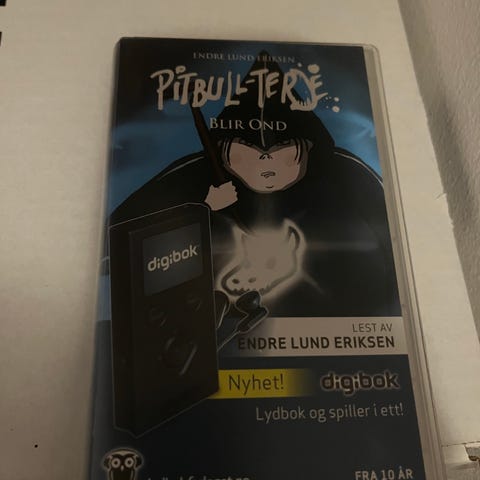 ENDRE LUND ERIKSEN
PITBULL-TERJE
BLIR OND
digibok
LEST AV
ENDRE LUND ERIKSEN
Nyhet! digibok
Lydbok og spiller i ett!
FRA 10 ÅR